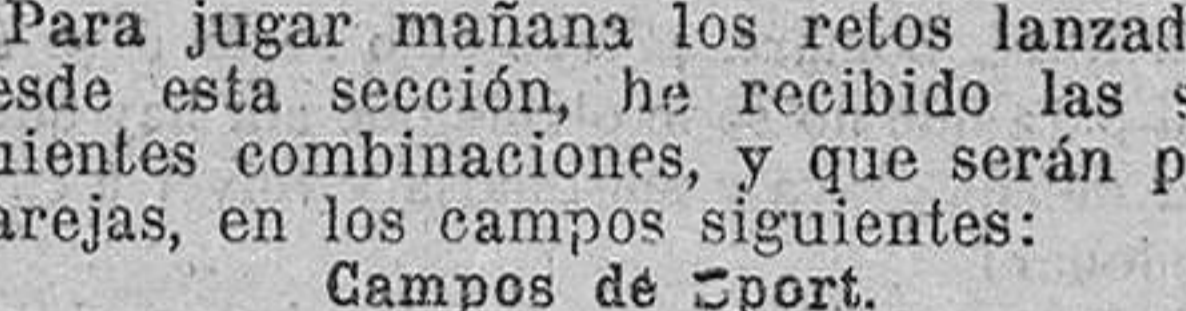 Para jugar mañana los retos lanzad
esde esta sección, he recibido las s
uientes combinaciones, y que serán p
arejas, en los campos siguientes:
Campos de Sport.